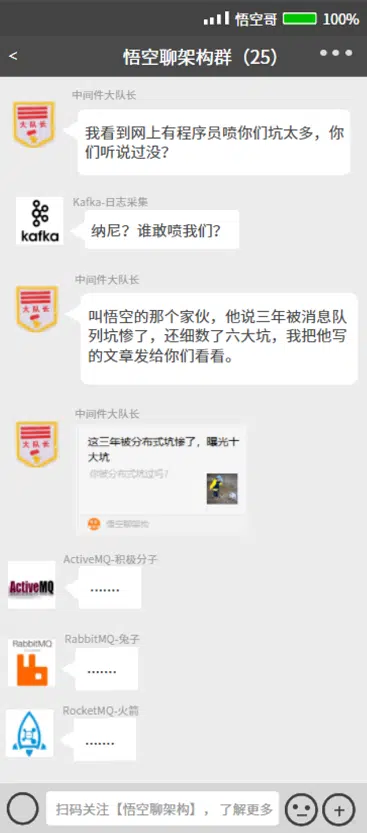 悟空哥 100%
<
悟空聊架构群（25）
中间件大队长
大队长
我看到网上有程序员喷你们坑太多，你
们听说过没？
Kafka-日志采集
kafka
纳尼？谁敢喷我们？
中间件大队长
大队长
叫悟空的那个家伙，他说三年被消息队
列坑惨了，还细数了六大坑，我把他写
的文章发给你们看看。
中间件大队长
大队长
这三年被分布式坑惨了，曝光十
大坑
你被分布式坑过吗？
悟空聊架构
ActiveMQ-积极分子
ActiveMQ
.......
RabbitMQ-兔子
RabbitMQ
.......
RocketMQ-火箭
.......
扫码关注【悟空聊架构】，了解更多